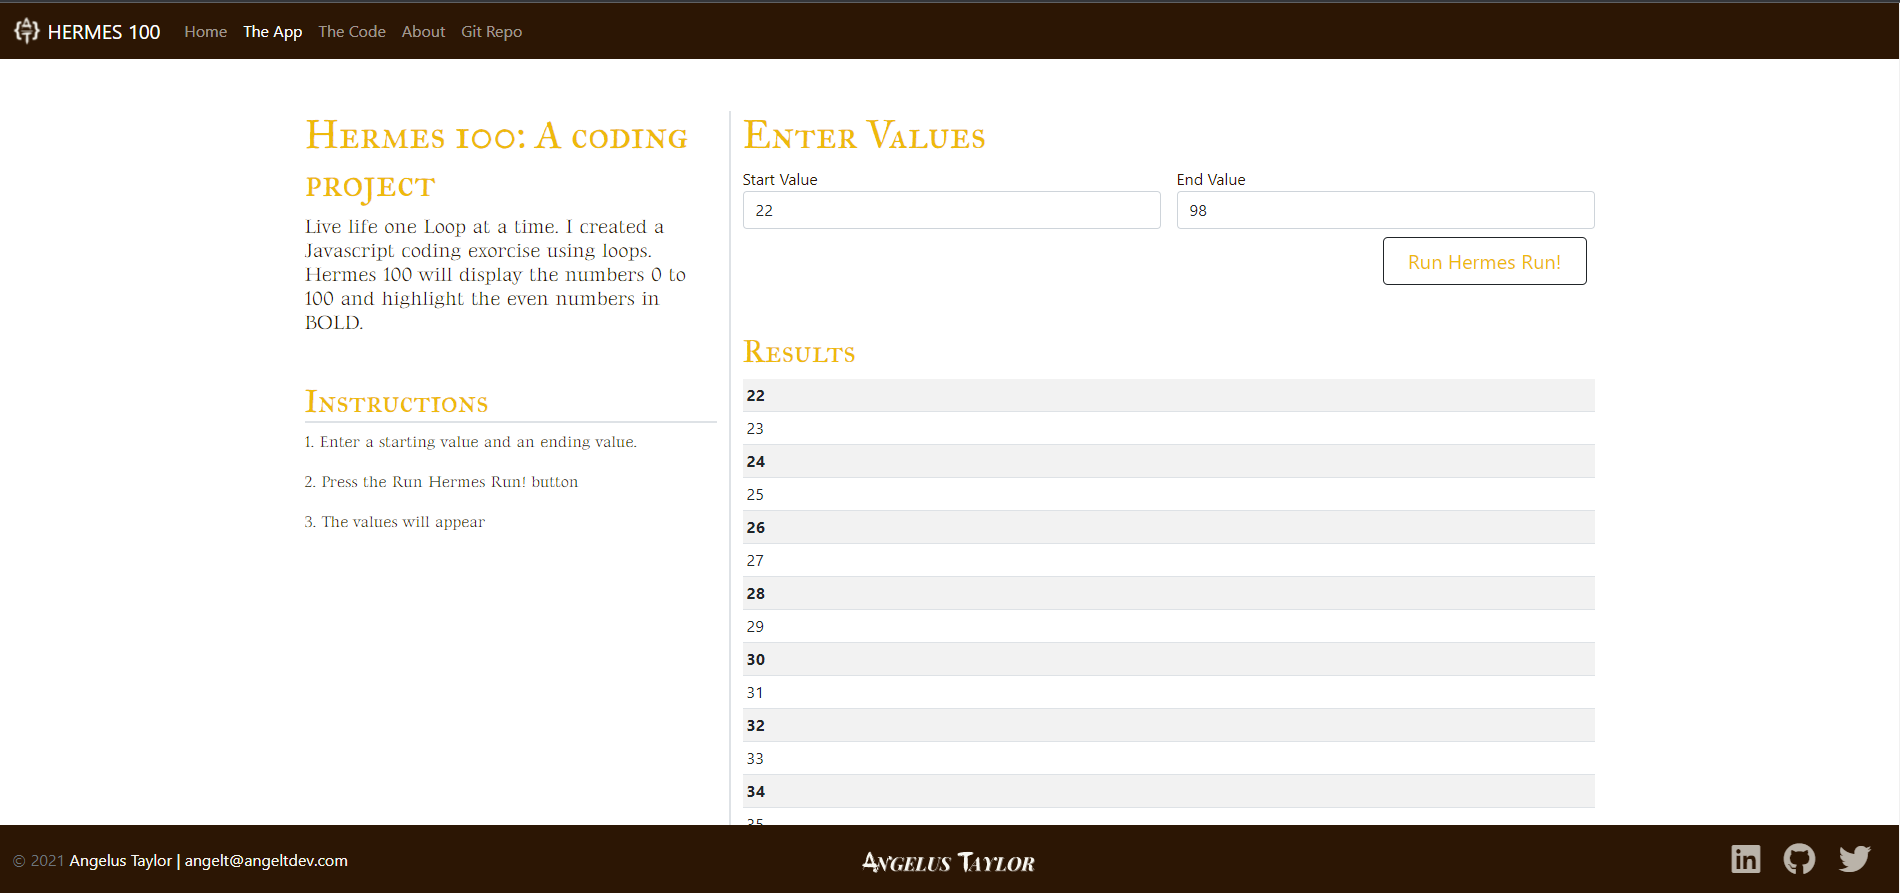 HERMES 100 Home The App The Code About Git Repo
Hermes 100: A coding
project
Live life one Loop at a time. I created a
Javascript coding exorcise using loops.
Hermes 100 will display the numbers 0 to
100 and highlight the even numbers in
BOLD.
Instructions
1. Enter a starting value and an ending value.
2. Press the Run Hermes Run! button
3. The values will appear
Enter Values
Start Value End Value
22 98
Run Hermes Run!
Results
22
23
24
25
26
27
28
29
30
31
32
33
34
35
© 2021 Angelus Taylor | angelt@angeltdev.com
Angelus Taylor
in